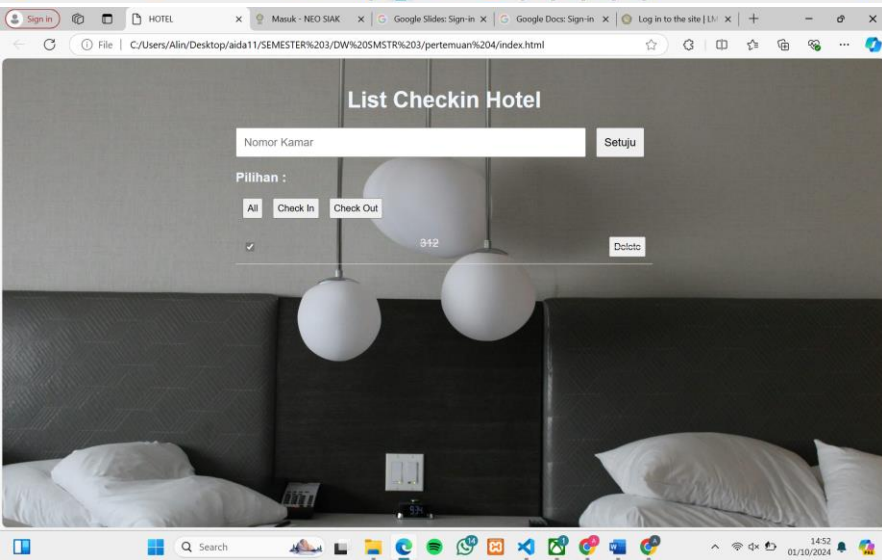 Sign in HOTEL Masuk - NEO SIAK Google Slides: Sign-in Google Docs: Sign-in Log in to the site | LM
File C:/Users/Alin/Desktop/aida11/SEMESTER%203/DW%20SMSTR%203/pertemuan%204/index.html
List Checkin Hotel
Nomor Kamar Setuju
Pilihan :
All Check In Check Out
312 Delete
Search
14:52
01/10/2024